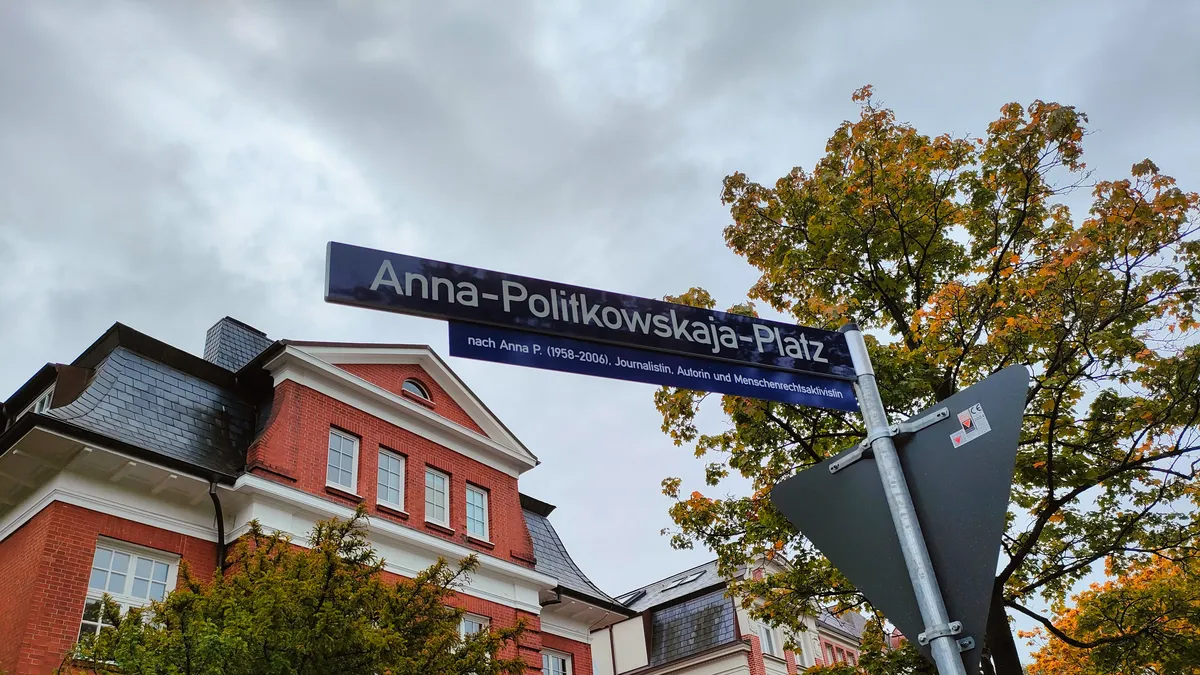 Anna-Politkowskaja-Platz
nach Anna P. (1958-2006), Journalistin, Autorin und Menschenrechtsaktivistin